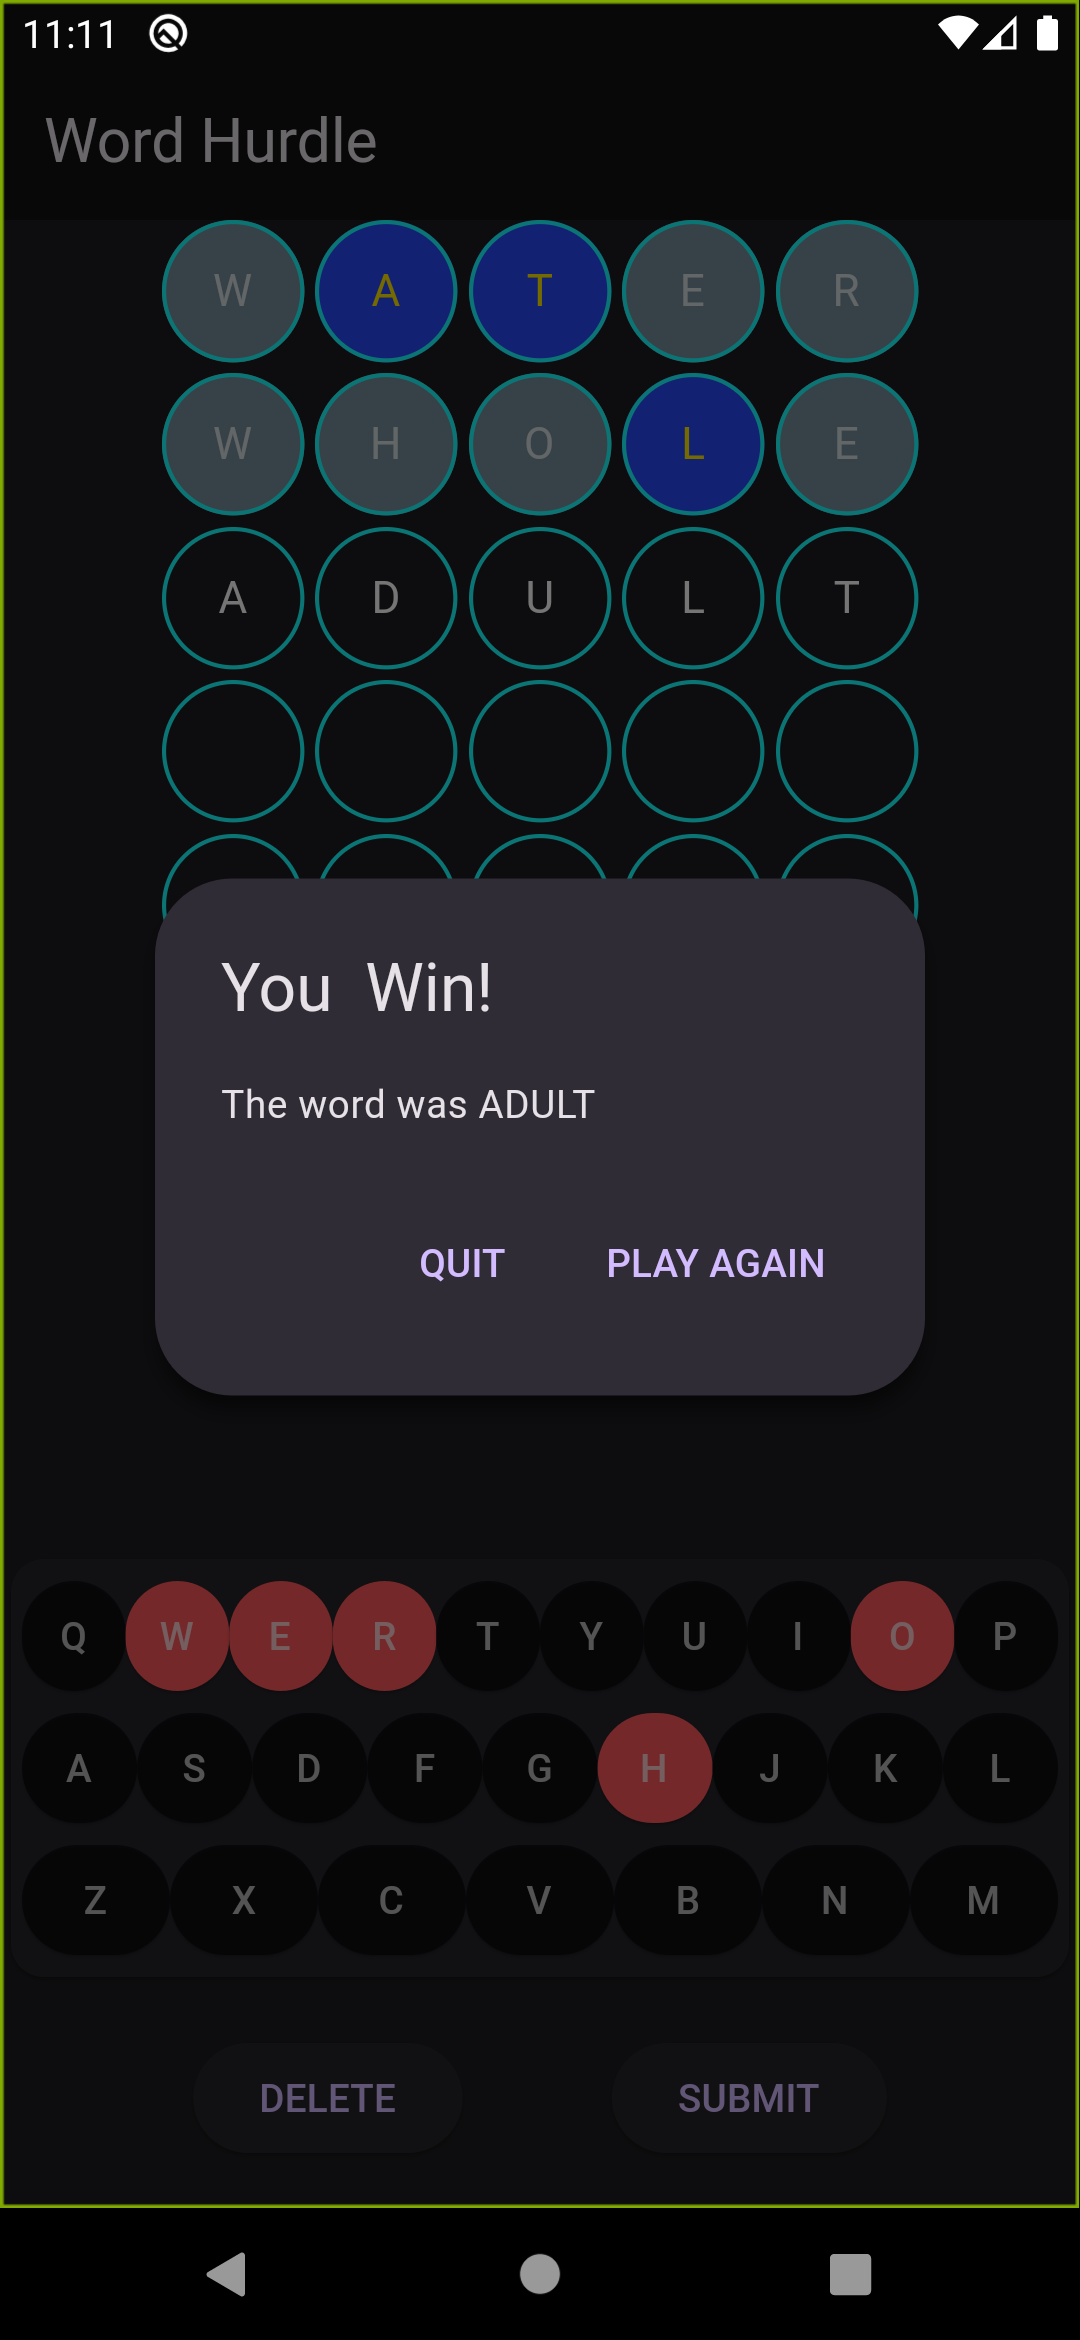 11:11
Word Hurdle
W A T E R
W H O L E
A D U L T
You  Win!
The word was ADULT
QUIT PLAY AGAIN
Q W E R T Y U I O P
A S D F G H J K L
Z X C V B N M
DELETE SUBMIT